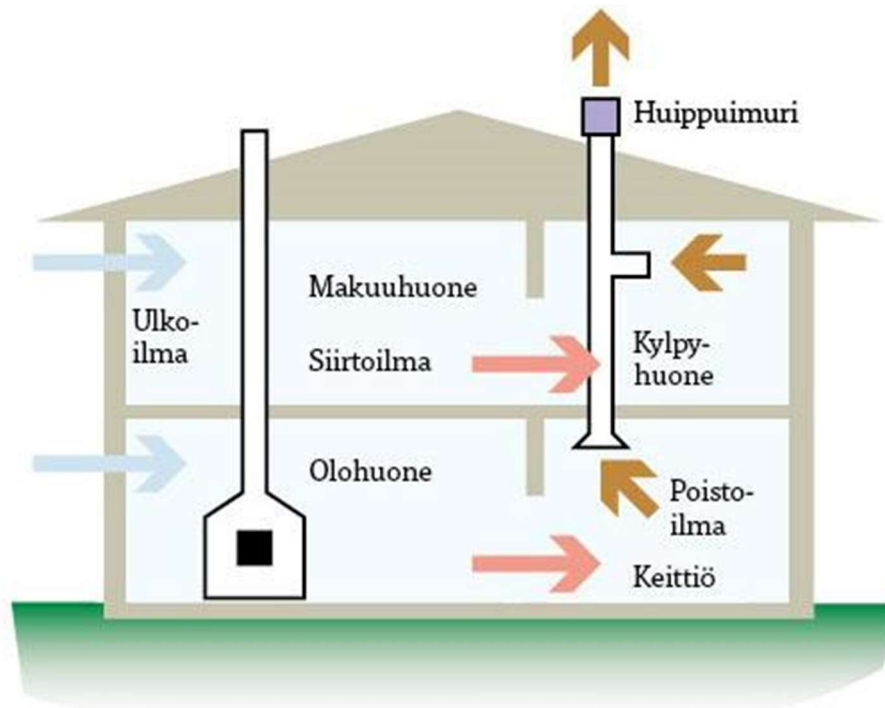 Huippuimuri
Makuuhuone
Ulko-
ilma
Siirtoilma
Kylpy-
huone
Olohuone
Poisto-
ilma
Keittiö